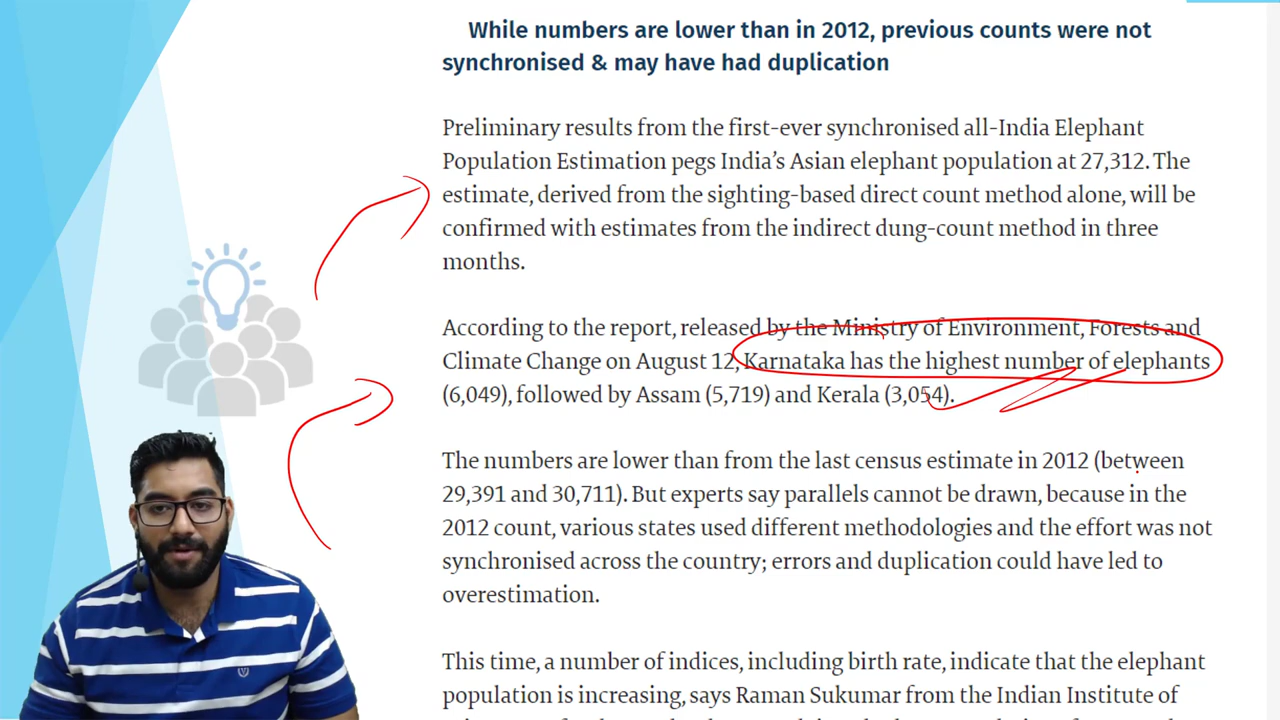 While numbers are lower than in 2012, previous counts were not
synchronised & may have had duplication
Preliminary results from the first-ever synchronised all-India Elephant
Population Estimation pegs India’s Asian elephant population at 27,312. The
estimate, derived from the sighting-based direct count method alone, will be
confirmed with estimates from the indirect dung-count method in three
months.
According to the report, released by the Ministry of Environment, Forests and
Climate Change on August 12, Karnataka has the highest number of elephants
(6,049), followed by Assam (5,719) and Kerala (3,054).
The numbers are lower than from the last census estimate in 2012 (between
29,391 and 30,711). But experts say parallels cannot be drawn, because in the
2012 count, various states used different methodologies and the effort was not
synchronised across the country; errors and duplication could have led to
overestimation.
This time, a number of indices, including birth rate, indicate that the elephant
population is increasing, says Raman Sukumar from the Indian Institute of